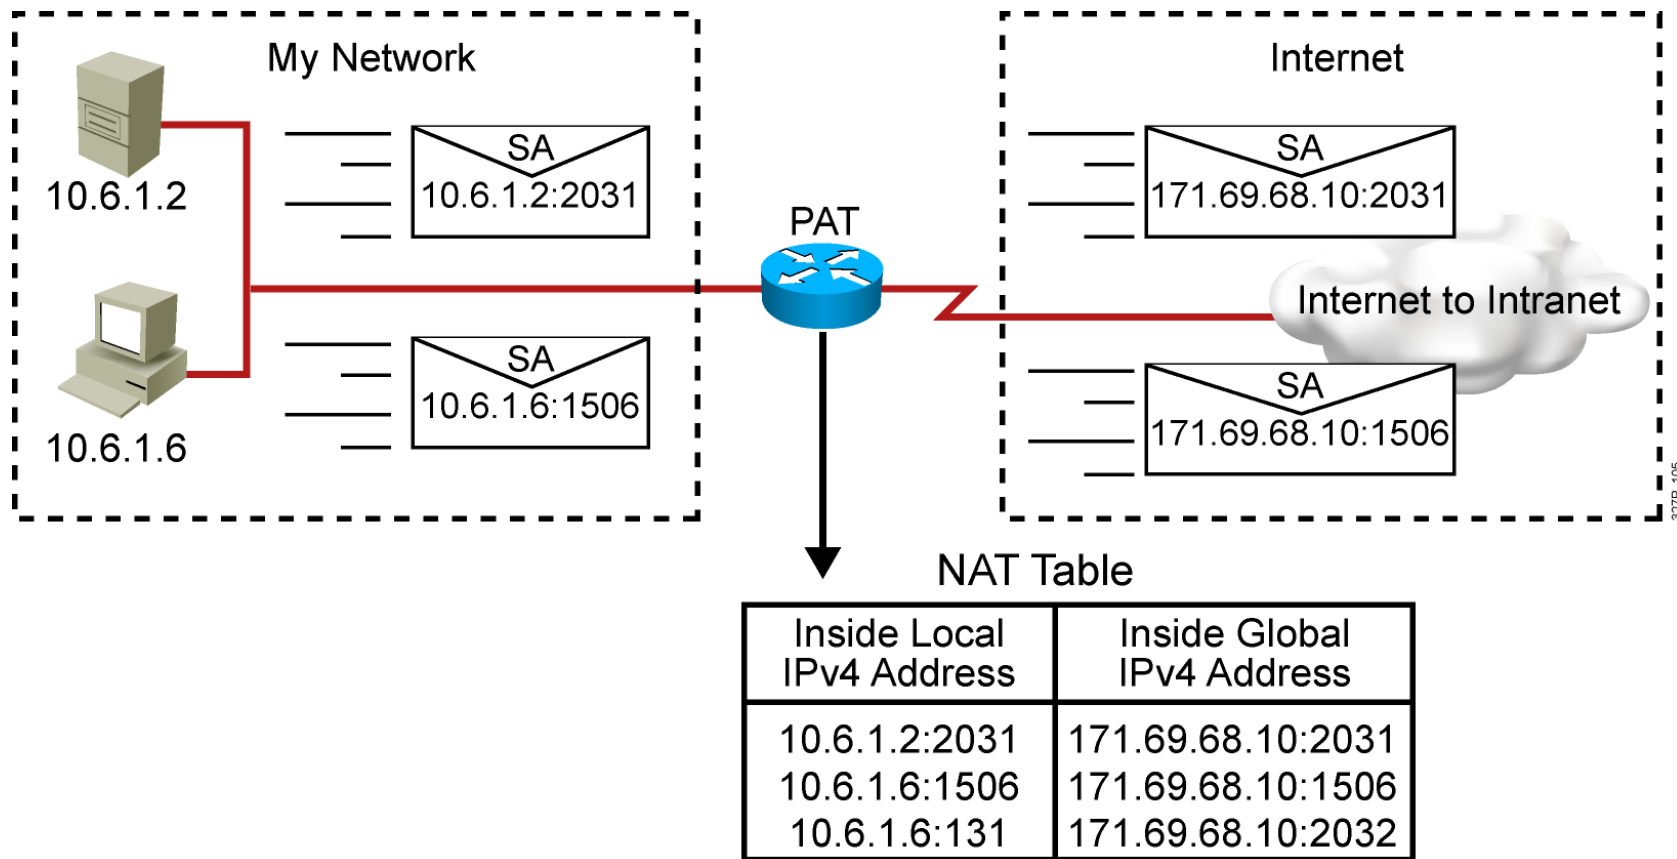 My Network
Internet
SA
10.6.1.2:2031
SA
171.69.68.10:2031
10.6.1.2
PAT
Internet to Intranet
SA
10.6.1.6:1506
SA
171.69.68.10:1506
10.6.1.6
NAT Table
Inside Local IPv4 Address
Inside Global IPv4 Address
10.6.1.2:2031 171.69.68.10:2031
10.6.1.6:1506 171.69.68.10:1506
10.6.1.6:131 171.69.68.10:2032